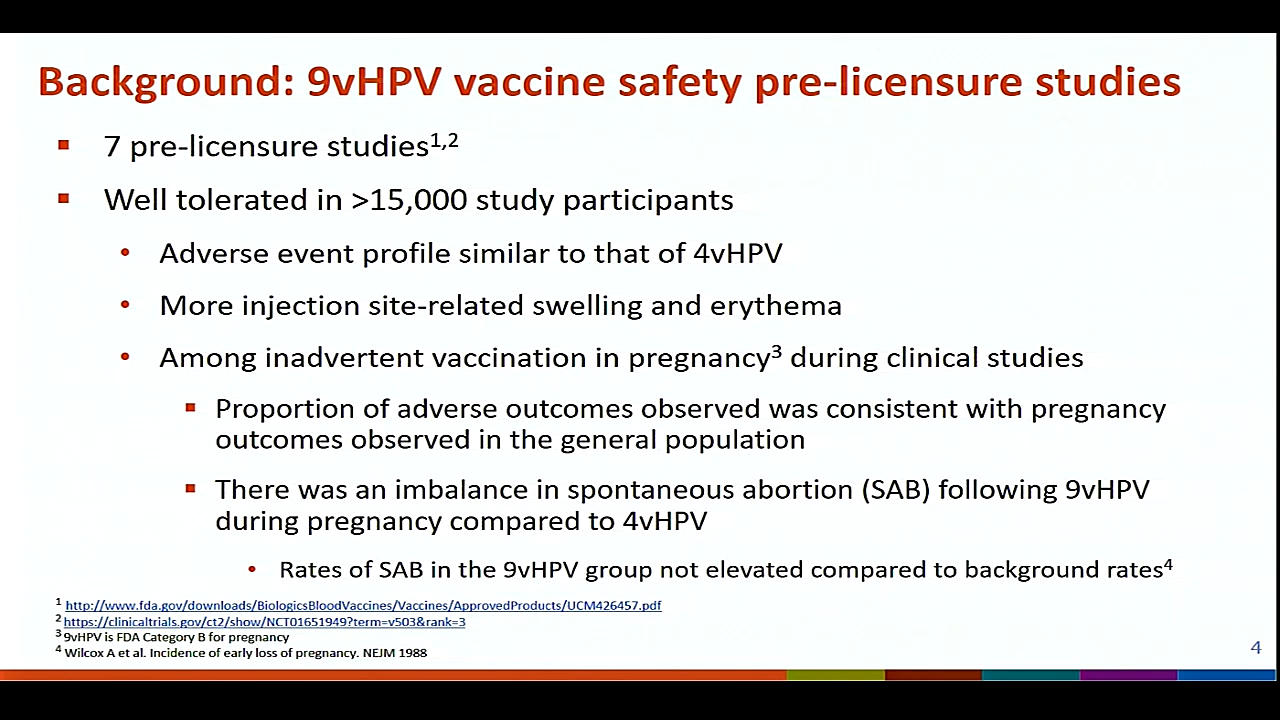 Background: 9vHPV vaccine safety pre-licensure studies
▪ 7 pre-licensure studies1,2
▪ Well tolerated in >15,000 study participants
• Adverse event profile similar to that of 4vHPV
• More injection site-related swelling and erythema
• Among inadvertent vaccination in pregnancy3 during clinical studies
▪ Proportion of adverse outcomes observed was consistent with pregnancy
outcomes observed in the general population
▪ There was an imbalance in spontaneous abortion (SAB) following 9vHPV
during pregnancy compared to 4vHPV
• Rates of SAB in the 9vHPV group not elevated compared to background rates4
1 http://www.fda.gov/downloads/BiologicsBloodVaccines/Vaccines/ApprovedProducts/UCM426457.pdf
2 https://clinicaltrials.gov/ct2/show/NCT01651949?term=v503&rank=3
3 9vHPV is FDA Category B for pregnancy
4 Wilcox A et al. Incidence of early loss of pregnancy. NEJM 1988
4